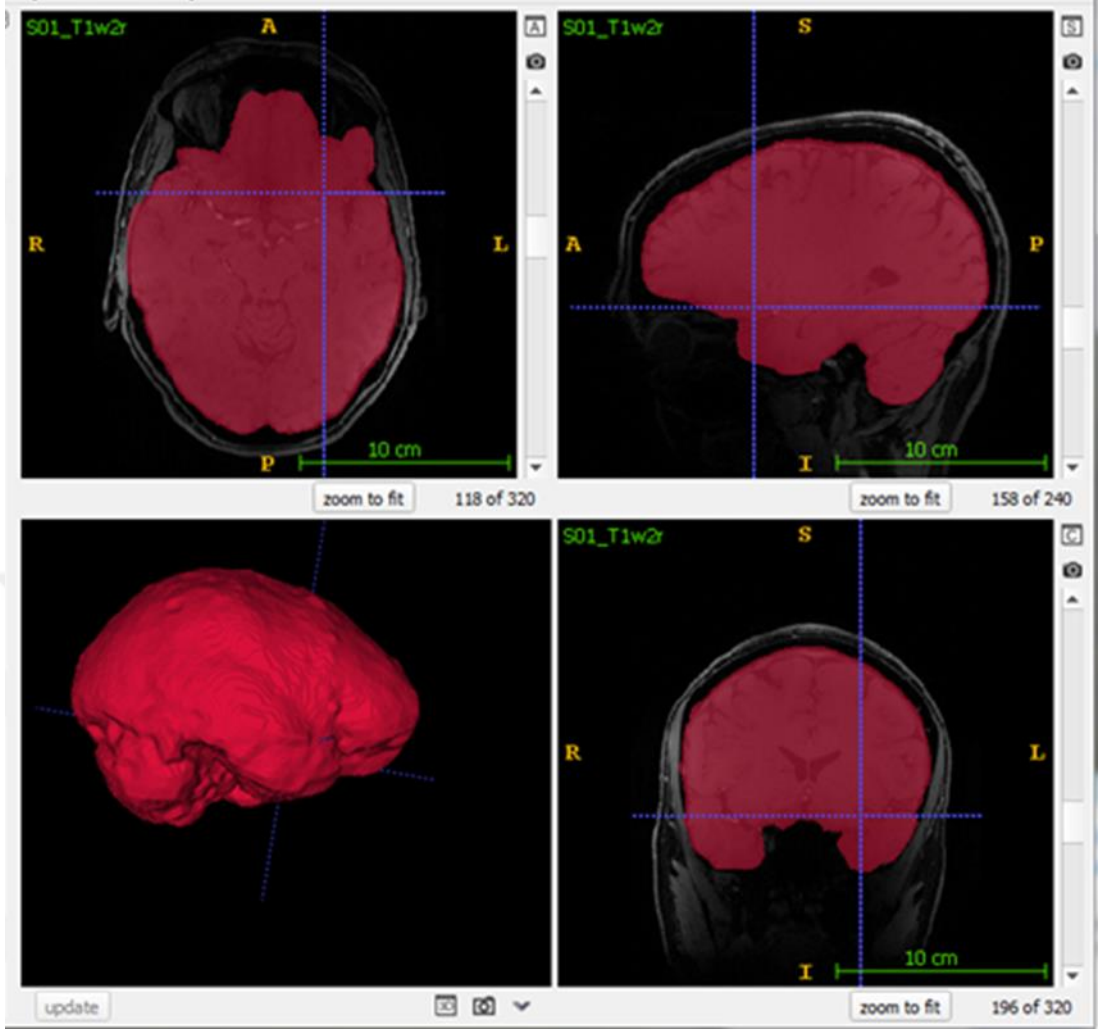 S01_T1w2r
A
A
R
L
10 cm
P
zoom to fit
118 of 320
S01_T1w2r
S
S
A
P
10 cm
I
zoom to fit
158 of 240
update
3D
S01_T1w2r
S
C
R
L
10 cm
I
zoom to fit
196 of 320